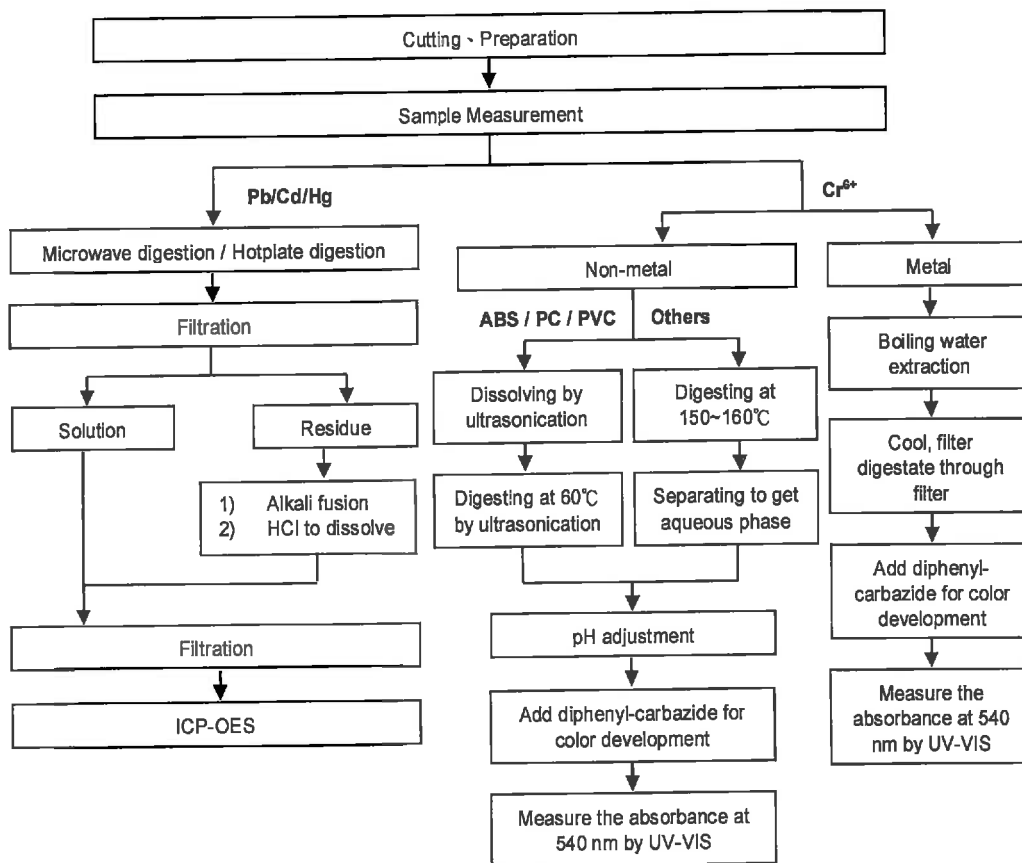 Cutting、Preparation
Sample Measurement
Pb/Cd/Hg
Cr⁶⁺
Microwave digestion / Hotplate digestion
Non-metal
Metal
Filtration
ABS / PC / PVC
Others
Boiling water
extraction
Solution
Residue
Dissolving by
ultrasonication
Digesting at
150~160℃
Cool, filter
digestate through
filter
1) Alkali fusion
2) HCl to dissolve
Digesting at 60℃
by ultrasonication
Separating to get
aqueous phase
Add diphenyl-
carbazide for color
development
Filtration
pH adjustment
ICP-OES
Add diphenyl-carbazide for
color development
Measure the
absorbance at 540
nm by UV-VIS
Measure the absorbance at
540 nm by UV-VIS